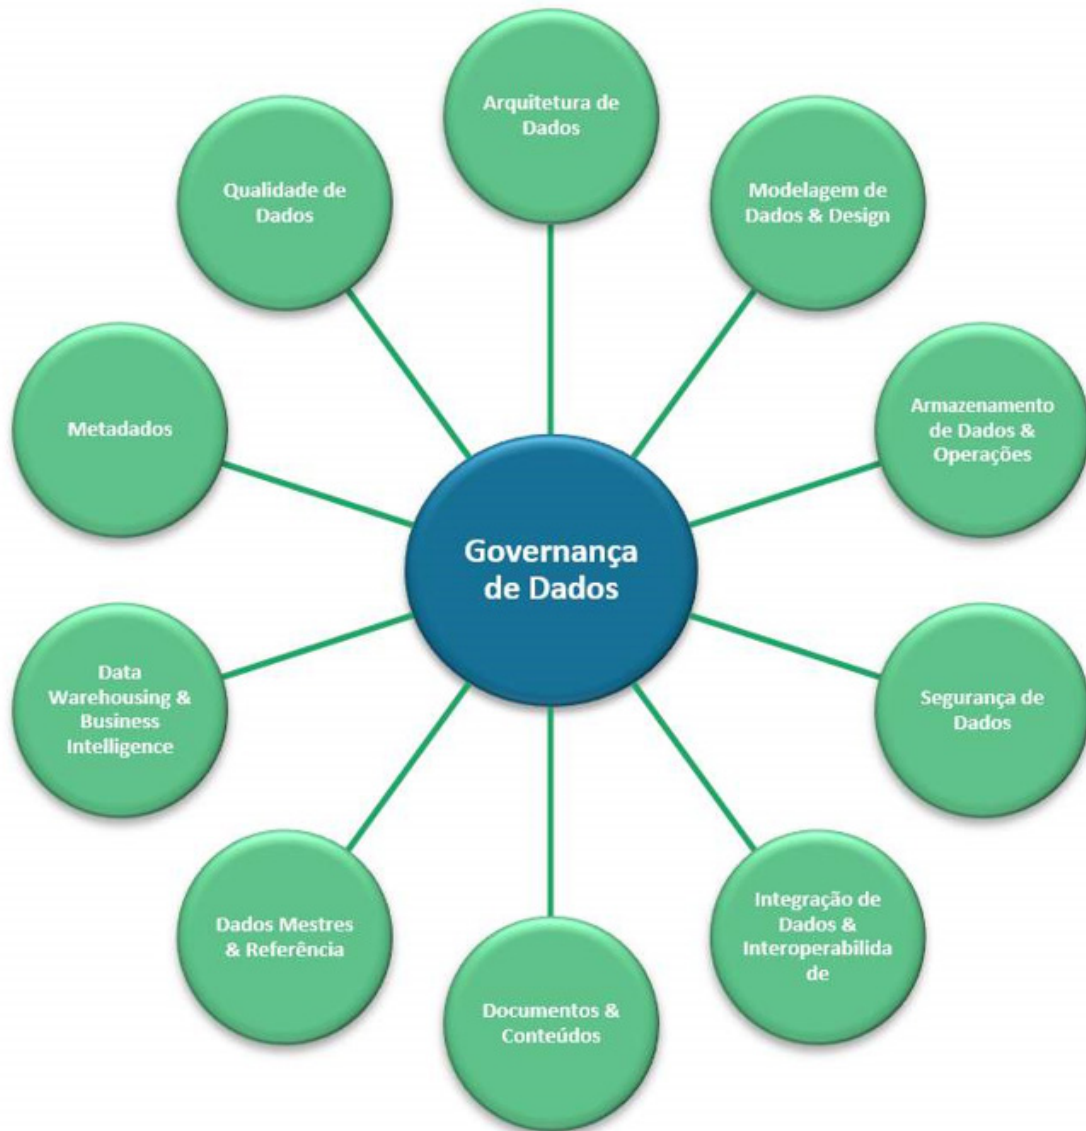 Arquitetura de
Dados
Qualidade de
Dados
Modelagem de
Dados & Design
Metadados
Armazenamento
de Dados &
Operações
Governança
de Dados
Data
Warehousing &
Business
Intelligence
Segurança de
Dados
Dados Mestres
& Referência
Integração de
Dados &
Interoperabilida
de
Documentos &
Conteúdos